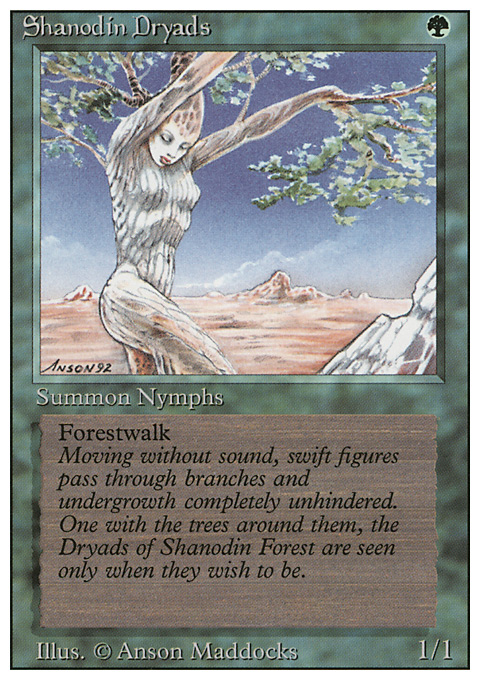 Shanodin Dryads
ANSON 92
Summon Nymphs
Forestwalk
Moving without sound, swift figures
pass through branches and
undergrowth completely unhindered.
One with the trees around them, the
Dryads of Shanodin Forest are seen
only when they wish to be.
Illus. © Anson Maddocks
1/1